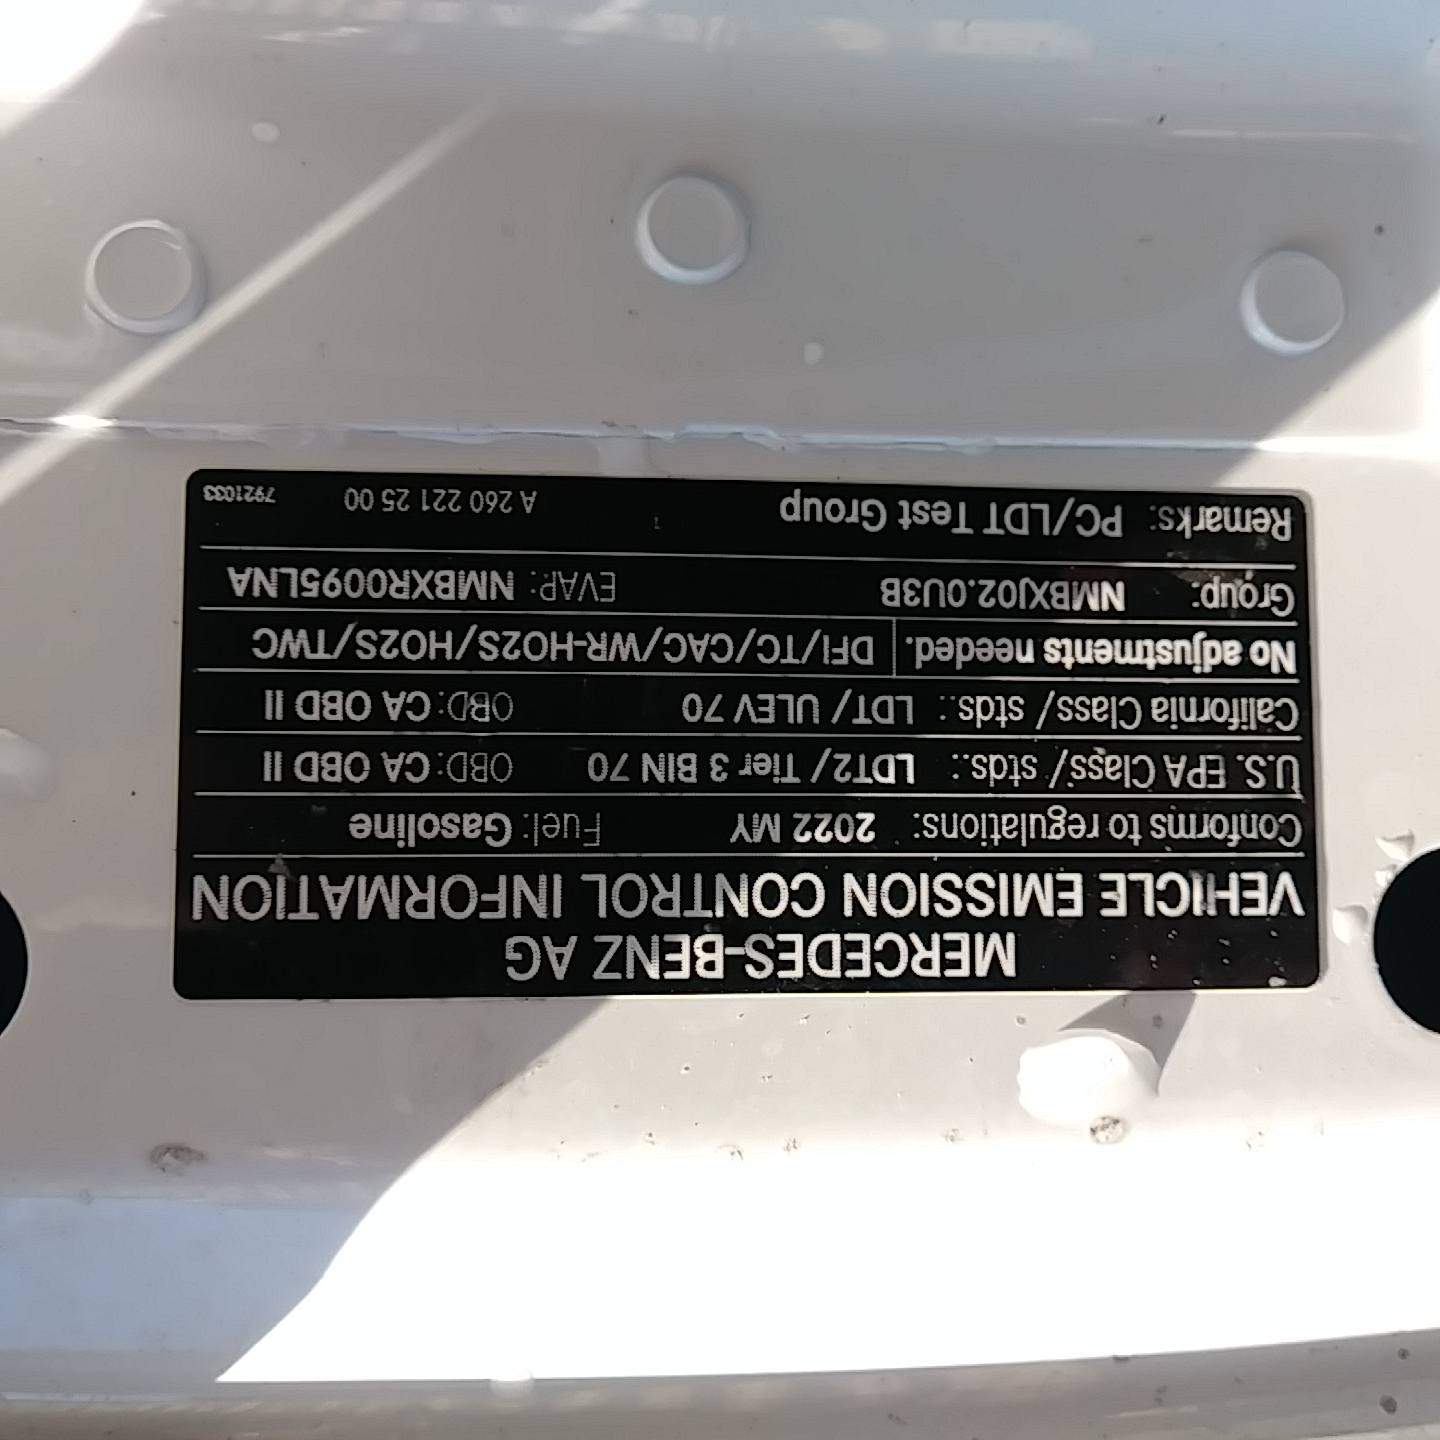 MERCEDES-BENZ AG
VEHICLE EMISSION CONTROL INFORMATION
Conforms to regulations: 2022 MY Fuel: Gasoline
U.S. EPA Class/ stds.: LDT2/ Tier 3 BIN 70 OBD: CA OBD II
California Class/ stds.: LDT/ ULEV 70 OBD: CA OBD II
No adjustments needed. DFI/TC/CAC/WR-HO2S/HO2S/TWC
Group: NMBXJ02.0U3B EVAP: NMBXR0095LNA
Remarks: PC/LDT Test Group A 260 221 25 00 7921033